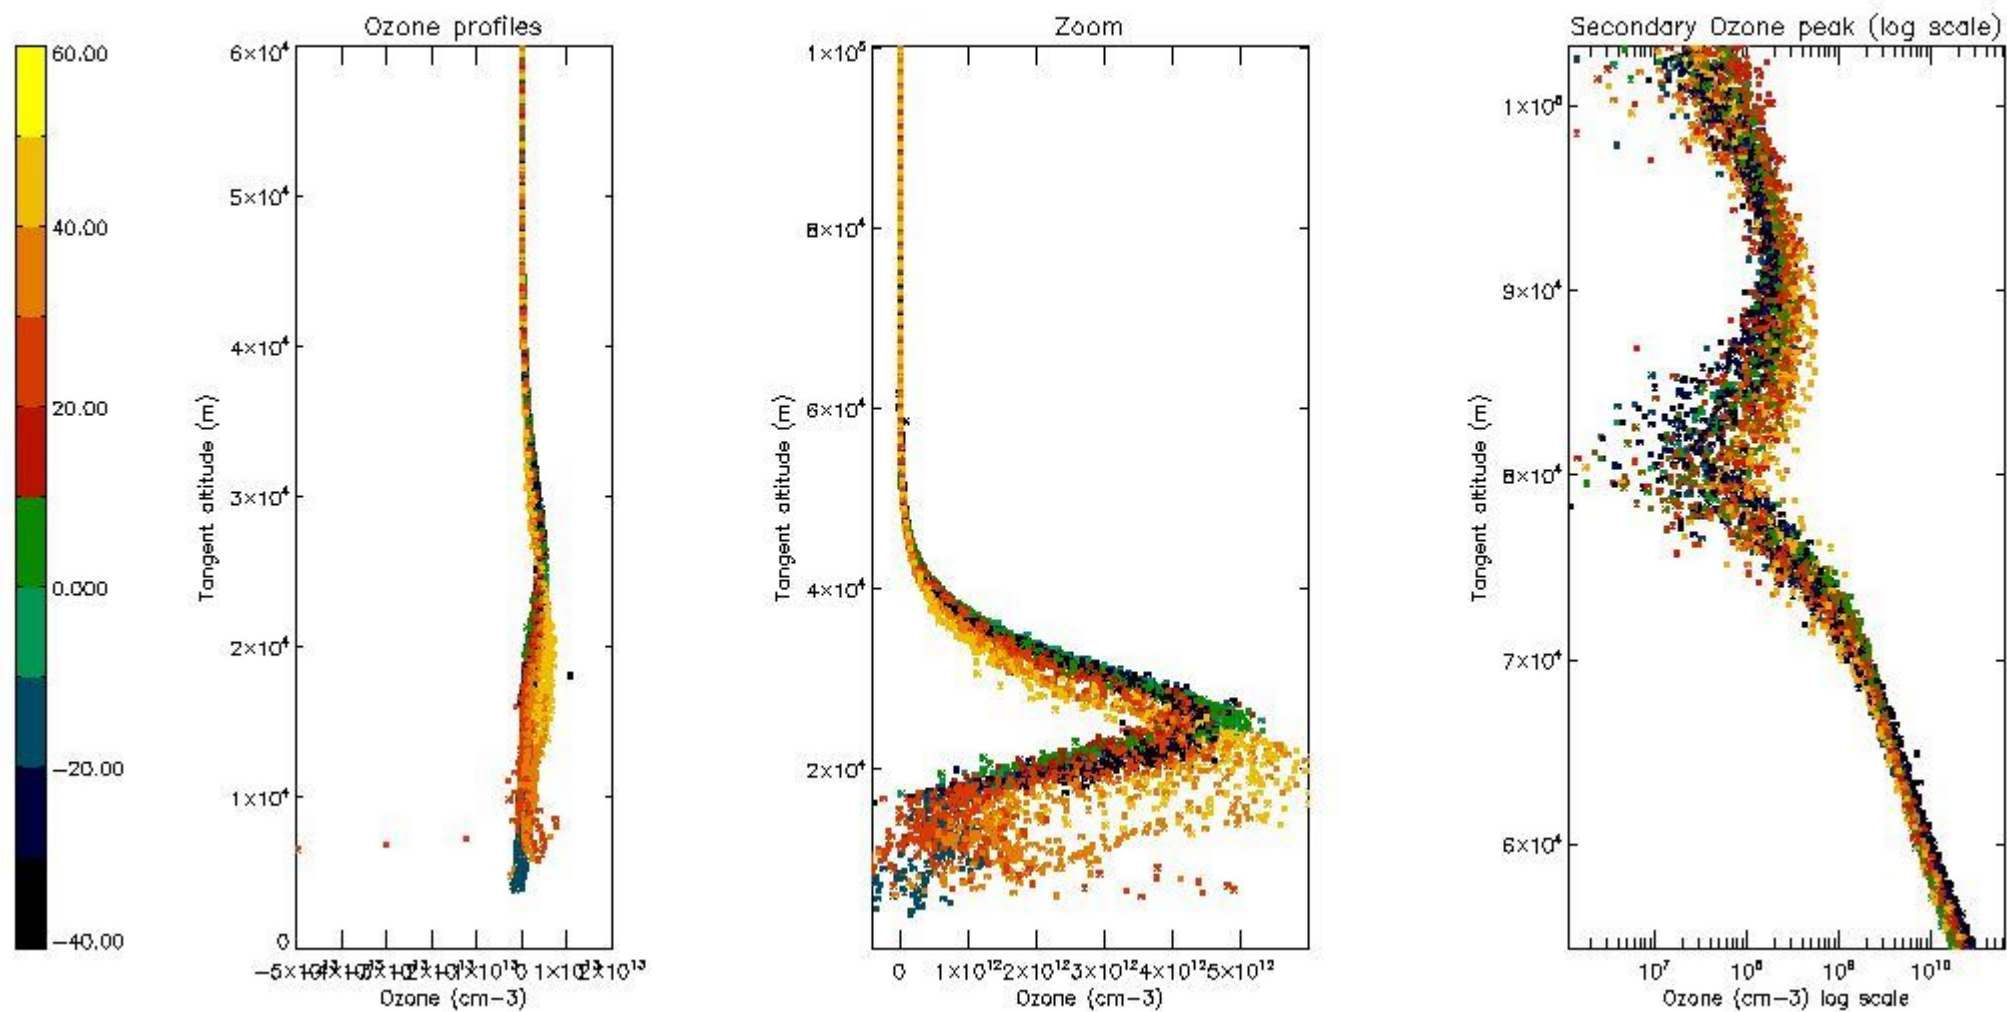 Ozone profiles
Zoom
Secondary Ozone peak (log scale)
60.00
40.00
20.00
0.000
−20.00
−40.00
6×10⁴
5×10⁴
4×10⁴
3×10⁴
2×10⁴
1×10⁴
0
Tangent altitude (m)
0 1×10¹³ 2×10¹³
Ozone (cm−3)
1×10⁵
8×10⁴
6×10⁴
4×10⁴
2×10⁴
Tangent altitude (m)
0 1×10¹² 2×10¹² 3×10¹² 4×10¹² 5×10¹²
Ozone (cm−3)
9×10⁴
8×10⁴
7×10⁴
6×10⁴
Tangent altitude (m)
10⁷ 10⁸ 10⁹ 10¹⁰
Ozone (cm−3) log scale